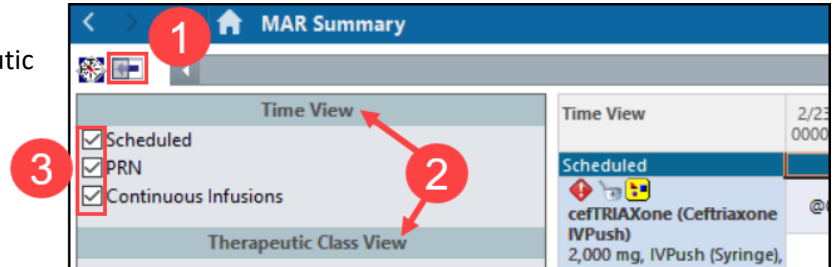 MAR Summary
1
Time View
Scheduled
PRN
Continuous Infusions
3
2
Therapeutic Class View
Time View
2/23
0000
Scheduled
cefTRIAXone (Ceftriaxone
IVPush)
2,000 mg, IVPush (Syringe),